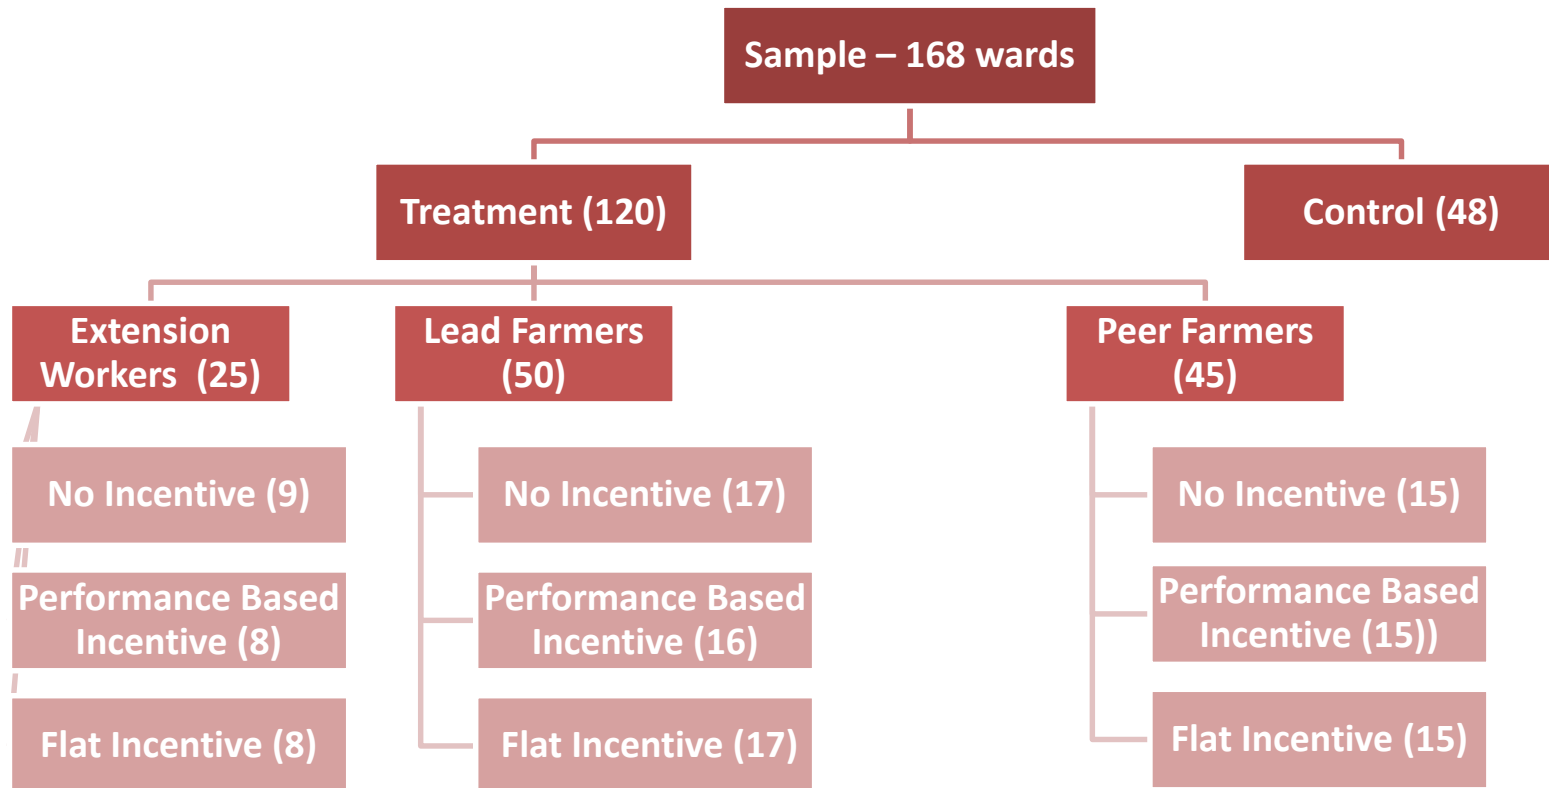 Sample – 168 wards
Treatment (120)
Control (48)
Extension
Workers  (25)
Lead Farmers
(50)
Peer Farmers
(45)
No Incentive (9)
No Incentive (17)
No Incentive (15)
Performance Based
Incentive (8)
Performance Based
Incentive (16)
Performance Based
Incentive (15))
Flat Incentive (8)
Flat Incentive (17)
Flat Incentive (15)